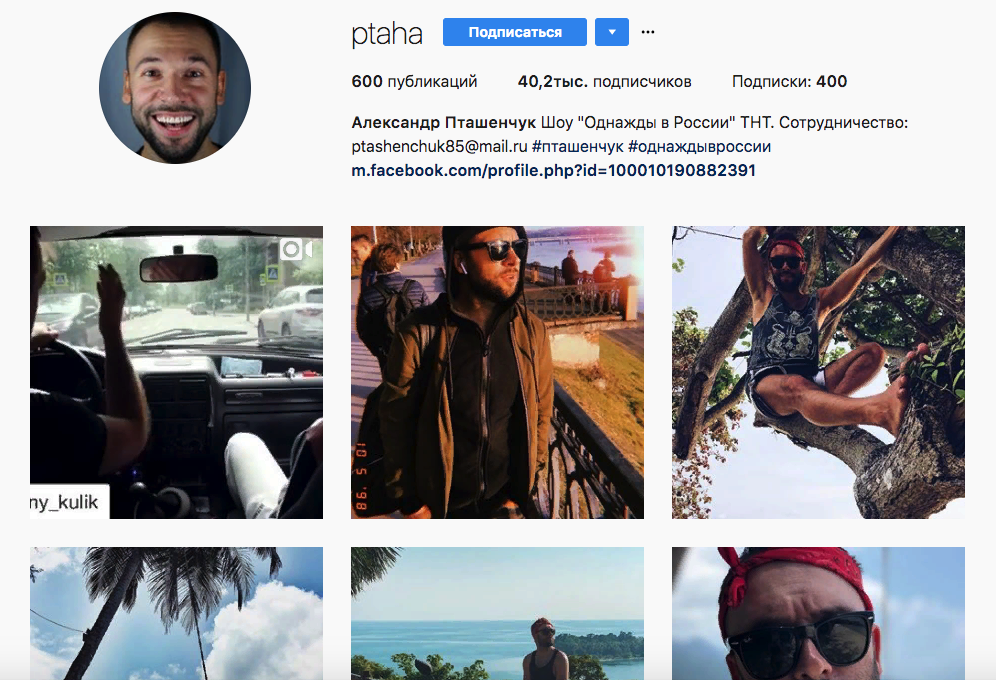 ptaha Подписаться ...
600 публикаций 40,2тыс. подписчиков Подписки: 400
Александр Пташенчук Шоу "Однажды в России" ТНТ. Сотрудничество:
ptashenchuk85@mail.ru #пташенчук #однаждывроссии
m.facebook.com/profile.php?id=100010190882391
10 5 '98
ny_kulik